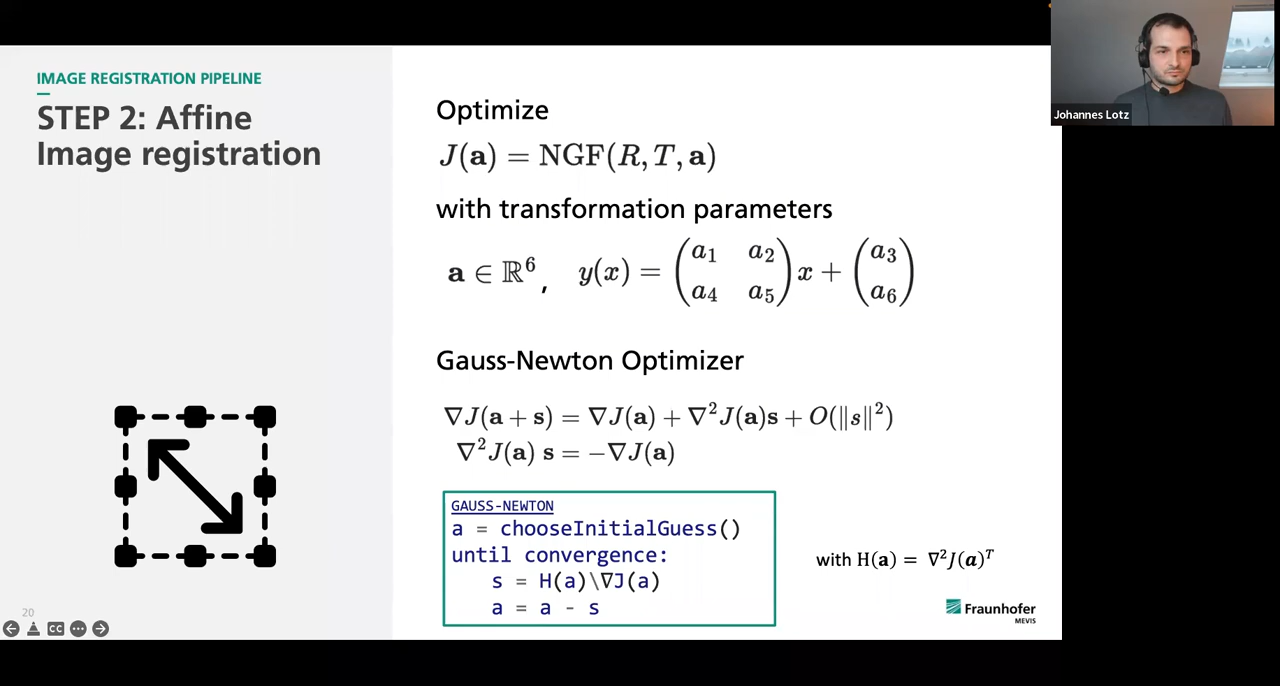 IMAGE REGISTRATION PIPELINE
STEP 2: Affine
Image registration
Optimize
J(a) = NGF(R, T, a)
with transformation parameters
a ∈ ℝ⁶, y(x) = (a₁ a₂ a₄ a₅) x + (a₃ a₆)
Gauss-Newton Optimizer
∇J(a + s) = ∇J(a) + ∇²J(a)s + O(‖s‖²)
∇²J(a) s = −∇J(a)
GAUSS-NEWTON
a = chooseInitialGuess()
until convergence:
s = H(a)\∇J(a)
a = a - s
with H(a) = ∇²J(a)ᵀ
20
CC
Fraunhofer
MEVIS
Johannes Lotz